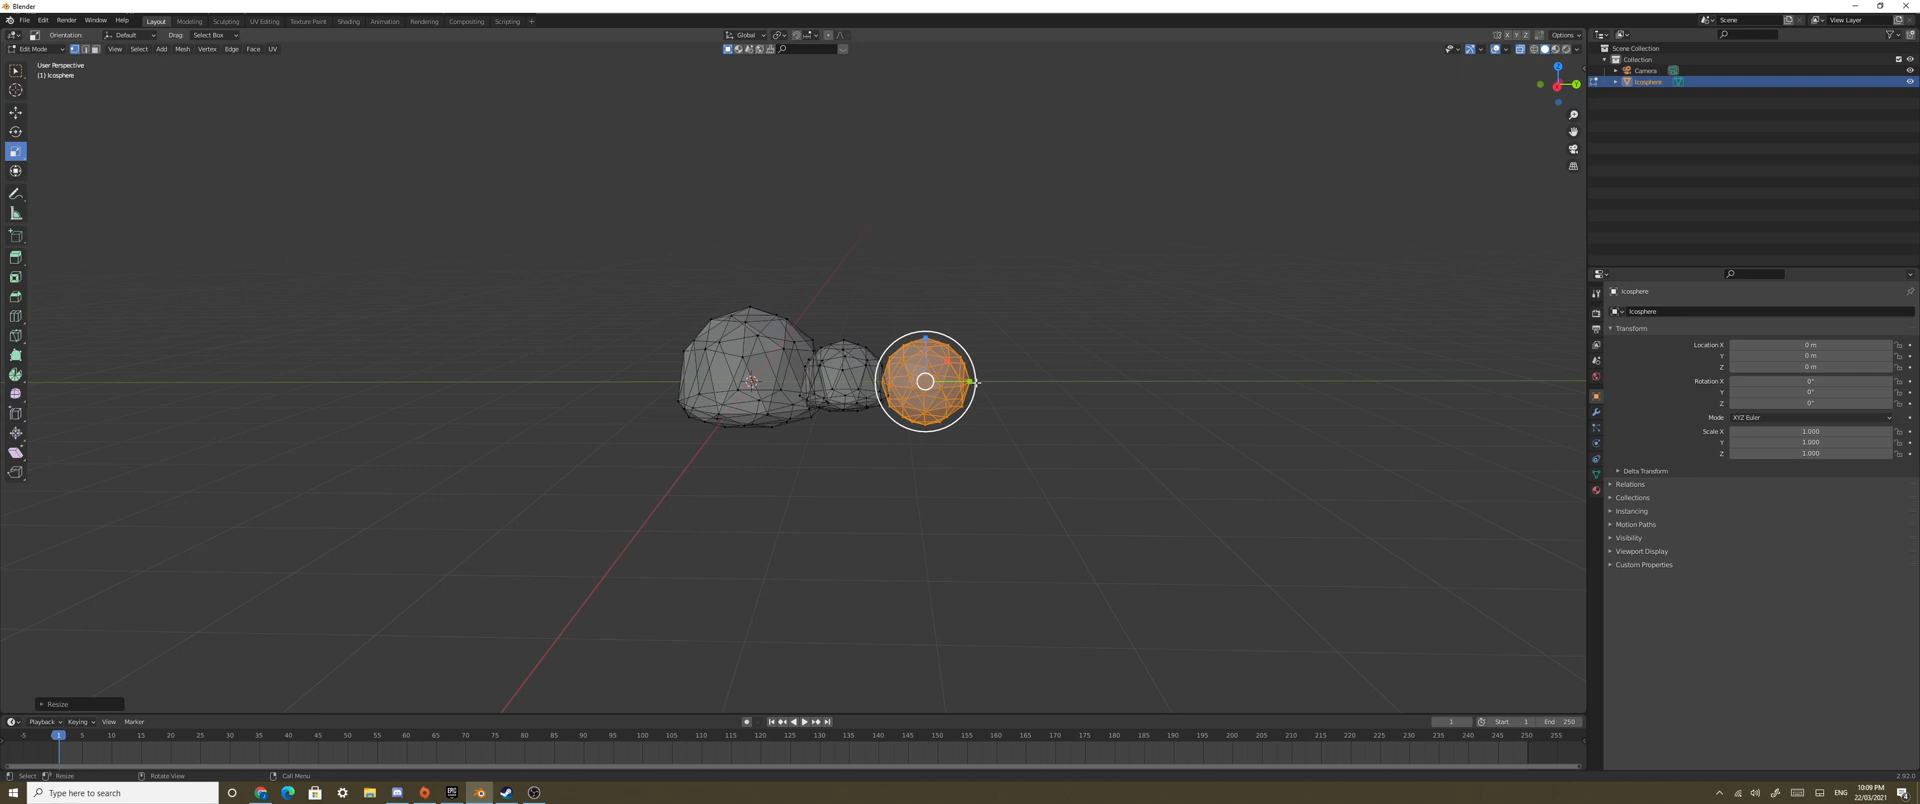 Blender
File Edit Render Window Help Layout Modeling Sculpting UV Editing Texture Paint Shading Animation Rendering Compositing Scripting + Scene View Layer
Orientation: Default Drag: Select Box Global X Y Z Options
Edit Mode View Select Add Mesh Vertex Edge Face UV
User Perspective
(1) Icosphere
Z
Y
X
Scene Collection
Collection
Camera
Icosphere
Icosphere
Icosphere
Transform
Location X 0 m
Y 0 m
Z 0 m
Rotation X 0°
Y 0°
Z 0°
Mode XYZ Euler
Scale X 1.000
Y 1.000
Z 1.000
Delta Transform
Relations
Collections
Instancing
Motion Paths
Visibility
Viewport Display
Custom Properties
Resize
Playback Keying View Marker 1 Start 1 End 250
-5 1 5 10 15 20 25 30 35 40 45 50 55 60 65 70 75 80 85 90 95 100 105 110 115 120 125 130 135 140 145 150 155 160 165 170 175 180 185 190 195 200 205 210 215 220 225 230 235 240 245 250 255
Select Resize Rotate View Call Menu 2.92.0
Type here to search
EPIC
ENG
10:09 PM
22/03/2021
4